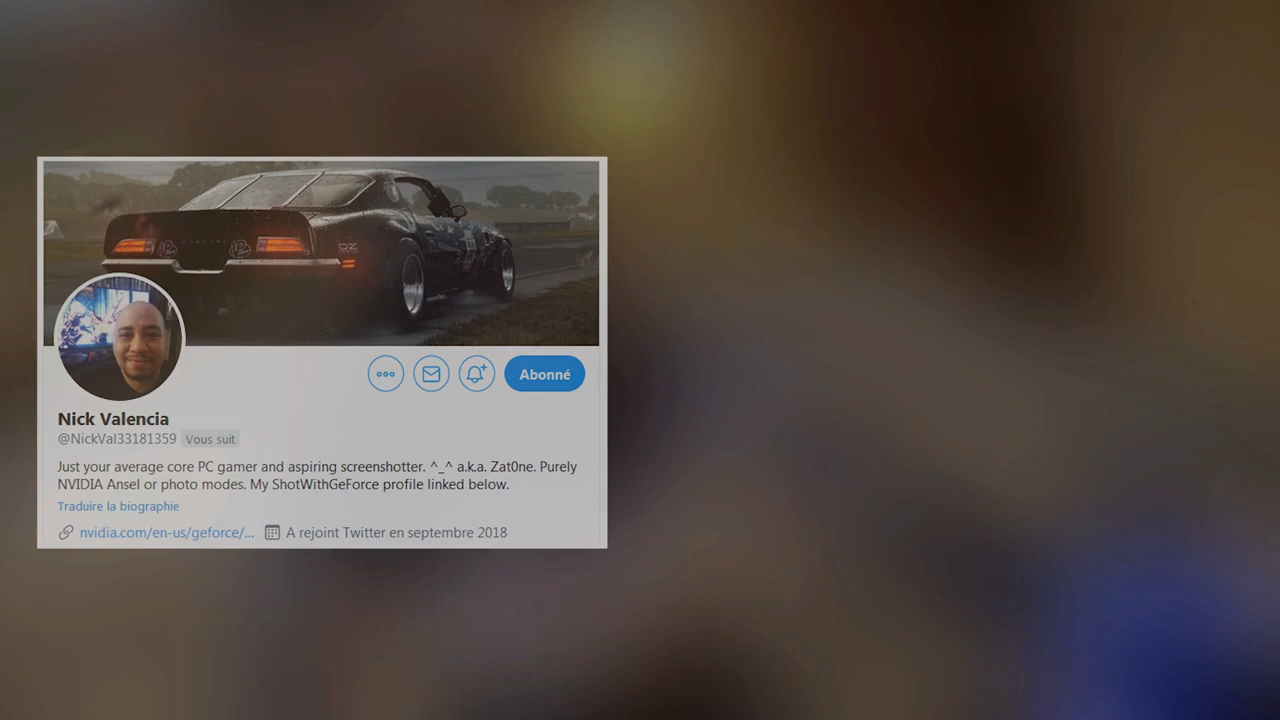 Abonné
Nick Valencia
@NickVal33181359 Vous suit
Just your average core PC gamer and aspiring screenshotter. ^_^ a.k.a. Zat0ne. Purely
NVIDIA Ansel or photo modes. My ShotWithGeForce profile linked below.
Traduire la biographie
nvidia.com/en-us/geforce/... A rejoint Twitter en septembre 2018